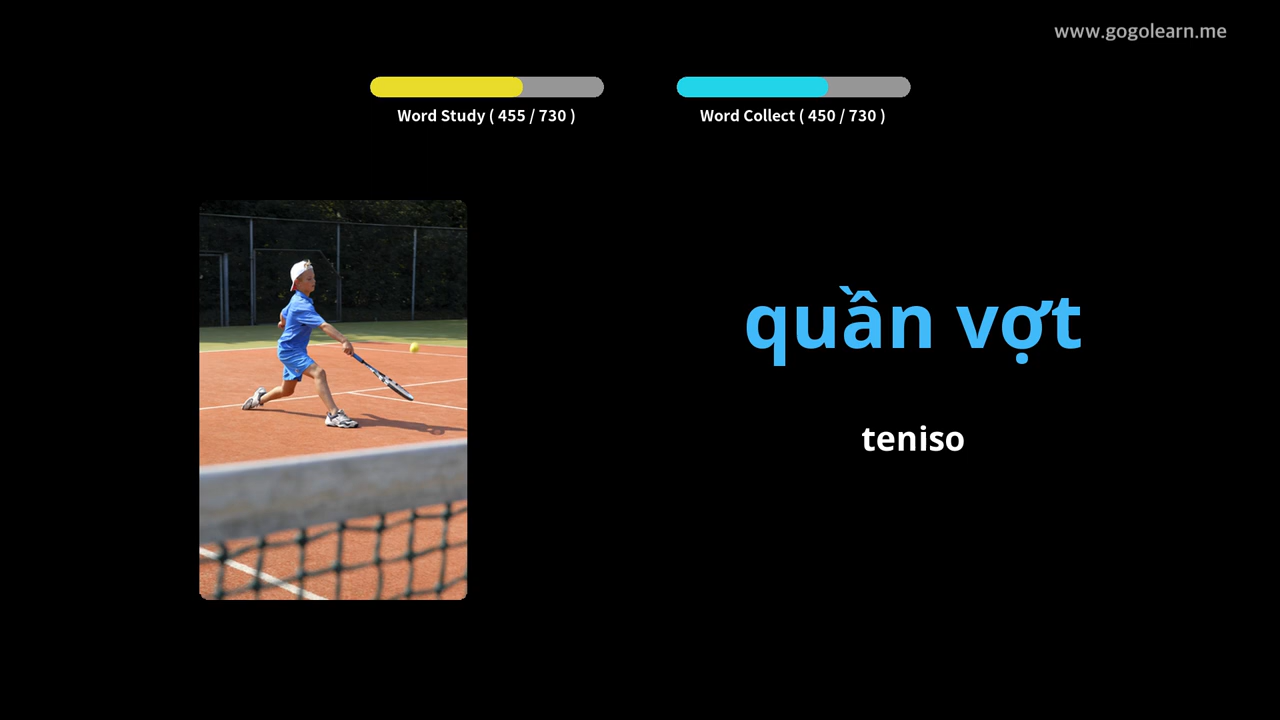 www.gogolearn.me
Word Study ( 455 / 730 )
Word Collect ( 450 / 730 )
quần vợt
teniso